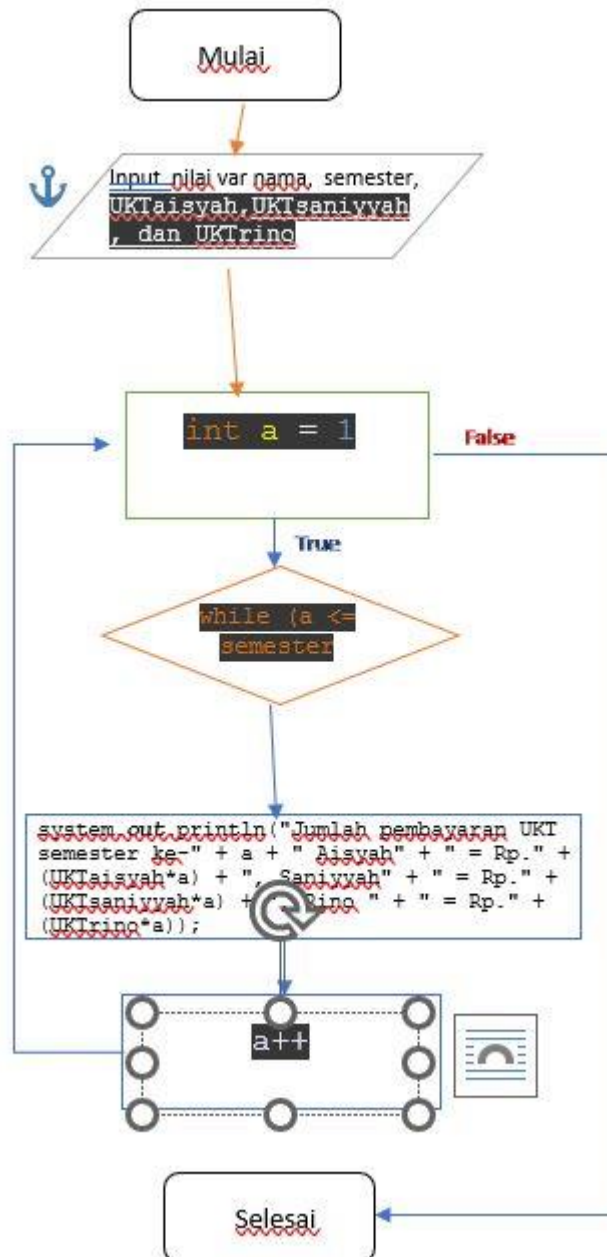 Mulai
Input nilai var nama, semester,
UKTaisyah,UKTsaniyyah
, dan UKTrino
int a = 1
False
True
while (a <=
semester
system.out.println("Jumlah pembayaran UKT
semester ke-" + a + " Aisyah" + " = Rp." +
(UKTaisyah*a) + ", Saniyyah" + " = Rp." +
(UKTsaniyyah*a) + Rino " + " = Rp." +
(UKTrino*a));
a++
Selesai